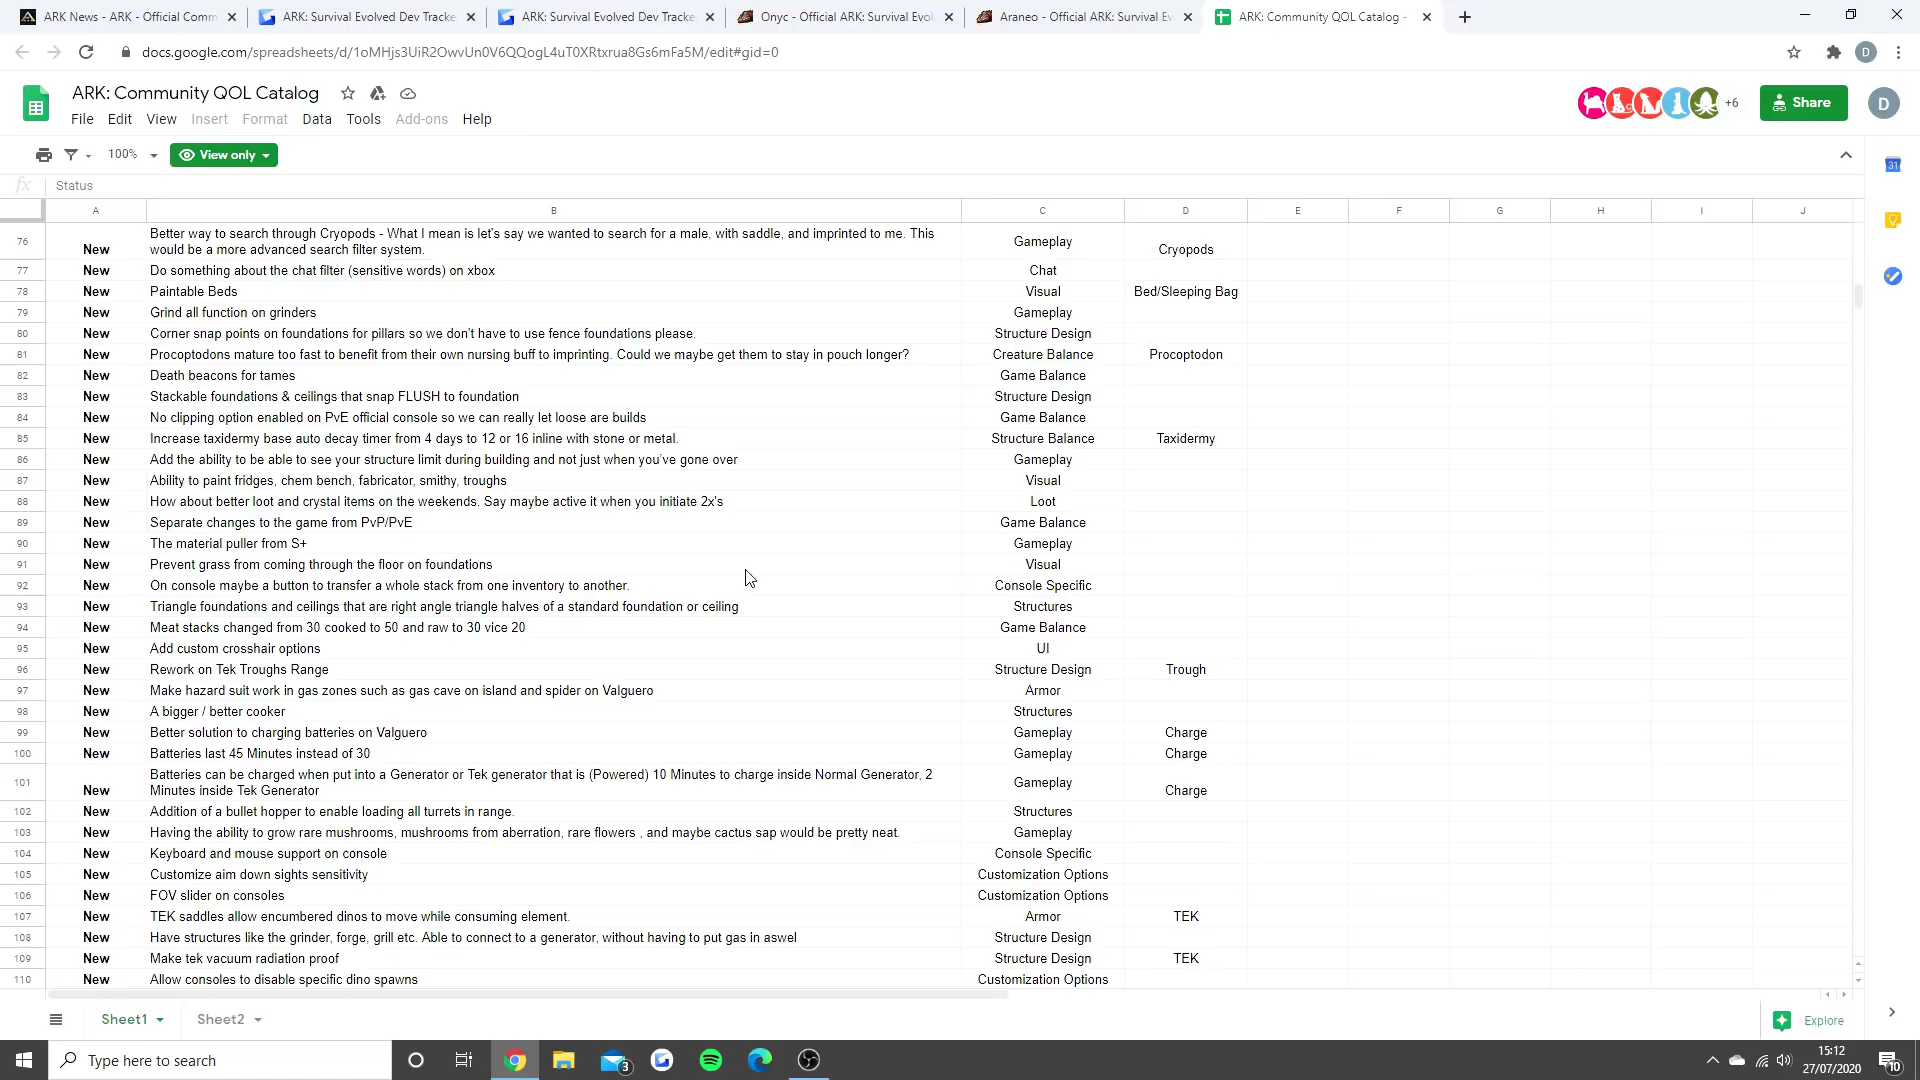 ARK News - ARK - Official Comm
ARK: Survival Evolved Dev Tracke
ARK: Survival Evolved Dev Tracke
Onyc - Official ARK: Survival Evol
Araneo - Official ARK: Survival Ev
ARK: Community QOL Catalog -
docs.google.com/spreadsheets/d/1oMHjs3UiR2OwvUn0V6QQogL4uT0XRtxrua8Gs6mFa5M/edit#gid=0
D
ARK: Community QOL Catalog
File Edit View Insert Format Data Tools Add-ons Help
+6
Share
D
100%
View only
31
fx Status
A B C D E F G H I J
76 New Better way to search through Cryopods - What I mean is let's say we wanted to search for a male, with saddle, and imprinted to me. This
would be a more advanced search filter system. Gameplay Cryopods
77 New Do something about the chat filter (sensitive words) on xbox Chat
78 New Paintable Beds Visual Bed/Sleeping Bag
79 New Grind all function on grinders Gameplay
80 New Corner snap points on foundations for pillars so we don't have to use fence foundations please. Structure Design
81 New Procoptodons mature too fast to benefit from their own nursing buff to imprinting. Could we maybe get them to stay in pouch longer? Creature Balance Procoptodon
82 New Death beacons for tames Game Balance
83 New Stackable foundations & ceilings that snap FLUSH to foundation Structure Design
84 New No clipping option enabled on PvE official console so we can really let loose are builds Game Balance
85 New Increase taxidermy base auto decay timer from 4 days to 12 or 16 inline with stone or metal. Structure Balance Taxidermy
86 New Add the ability to be able to see your structure limit during building and not just when you've gone over Gameplay
87 New Ability to paint fridges, chem bench, fabricator, smithy, troughs Visual
88 New How about better loot and crystal items on the weekends. Say maybe active it when you initiate 2x's Loot
89 New Separate changes to the game from PvP/PvE Game Balance
90 New The material puller from S+ Gameplay
91 New Prevent grass from coming through the floor on foundations Visual
92 New On console maybe a button to transfer a whole stack from one inventory to another. Console Specific
93 New Triangle foundations and ceilings that are right angle triangle halves of a standard foundation or ceiling Structures
94 New Meat stacks changed from 30 cooked to 50 and raw to 30 vice 20 Game Balance
95 New Add custom crosshair options UI
96 New Rework on Tek Troughs Range Structure Design Trough
97 New Make hazard suit work in gas zones such as gas cave on island and spider on Valguero Armor
98 New A bigger / better cooker Structures
99 New Better solution to charging batteries on Valguero Gameplay Charge
100 New Batteries last 45 Minutes instead of 30 Gameplay Charge
101 New Batteries can be charged when put into a Generator or Tek generator that is (Powered) 10 Minutes to charge inside Normal Generator, 2
Minutes inside Tek Generator Gameplay Charge
102 New Addition of a bullet hopper to enable loading all turrets in range. Structures
103 New Having the ability to grow rare mushrooms, mushrooms from aberration, rare flowers , and maybe cactus sap would be pretty neat. Gameplay
104 New Keyboard and mouse support on console Console Specific
105 New Customize aim down sights sensitivity Customization Options
106 New FOV slider on consoles Customization Options
107 New TEK saddles allow encumbered dinos to move while consuming element. Armor TEK
108 New Have structures like the grinder, forge, grill etc. Able to connect to a generator, without having to put gas in aswel Structure Design
109 New Make tek vacuum radiation proof Structure Design TEK
110 New Allow consoles to disable specific dino spawns Customization Options
Sheet1 Sheet2 Explore
Type here to search
3
15:12
27/07/2020
10